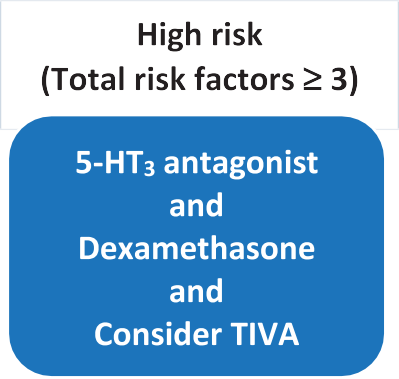 High risk
(Total risk factors ≥ 3)
5-HT₃ antagonist
and
Dexamethasone
and
Consider TIVA